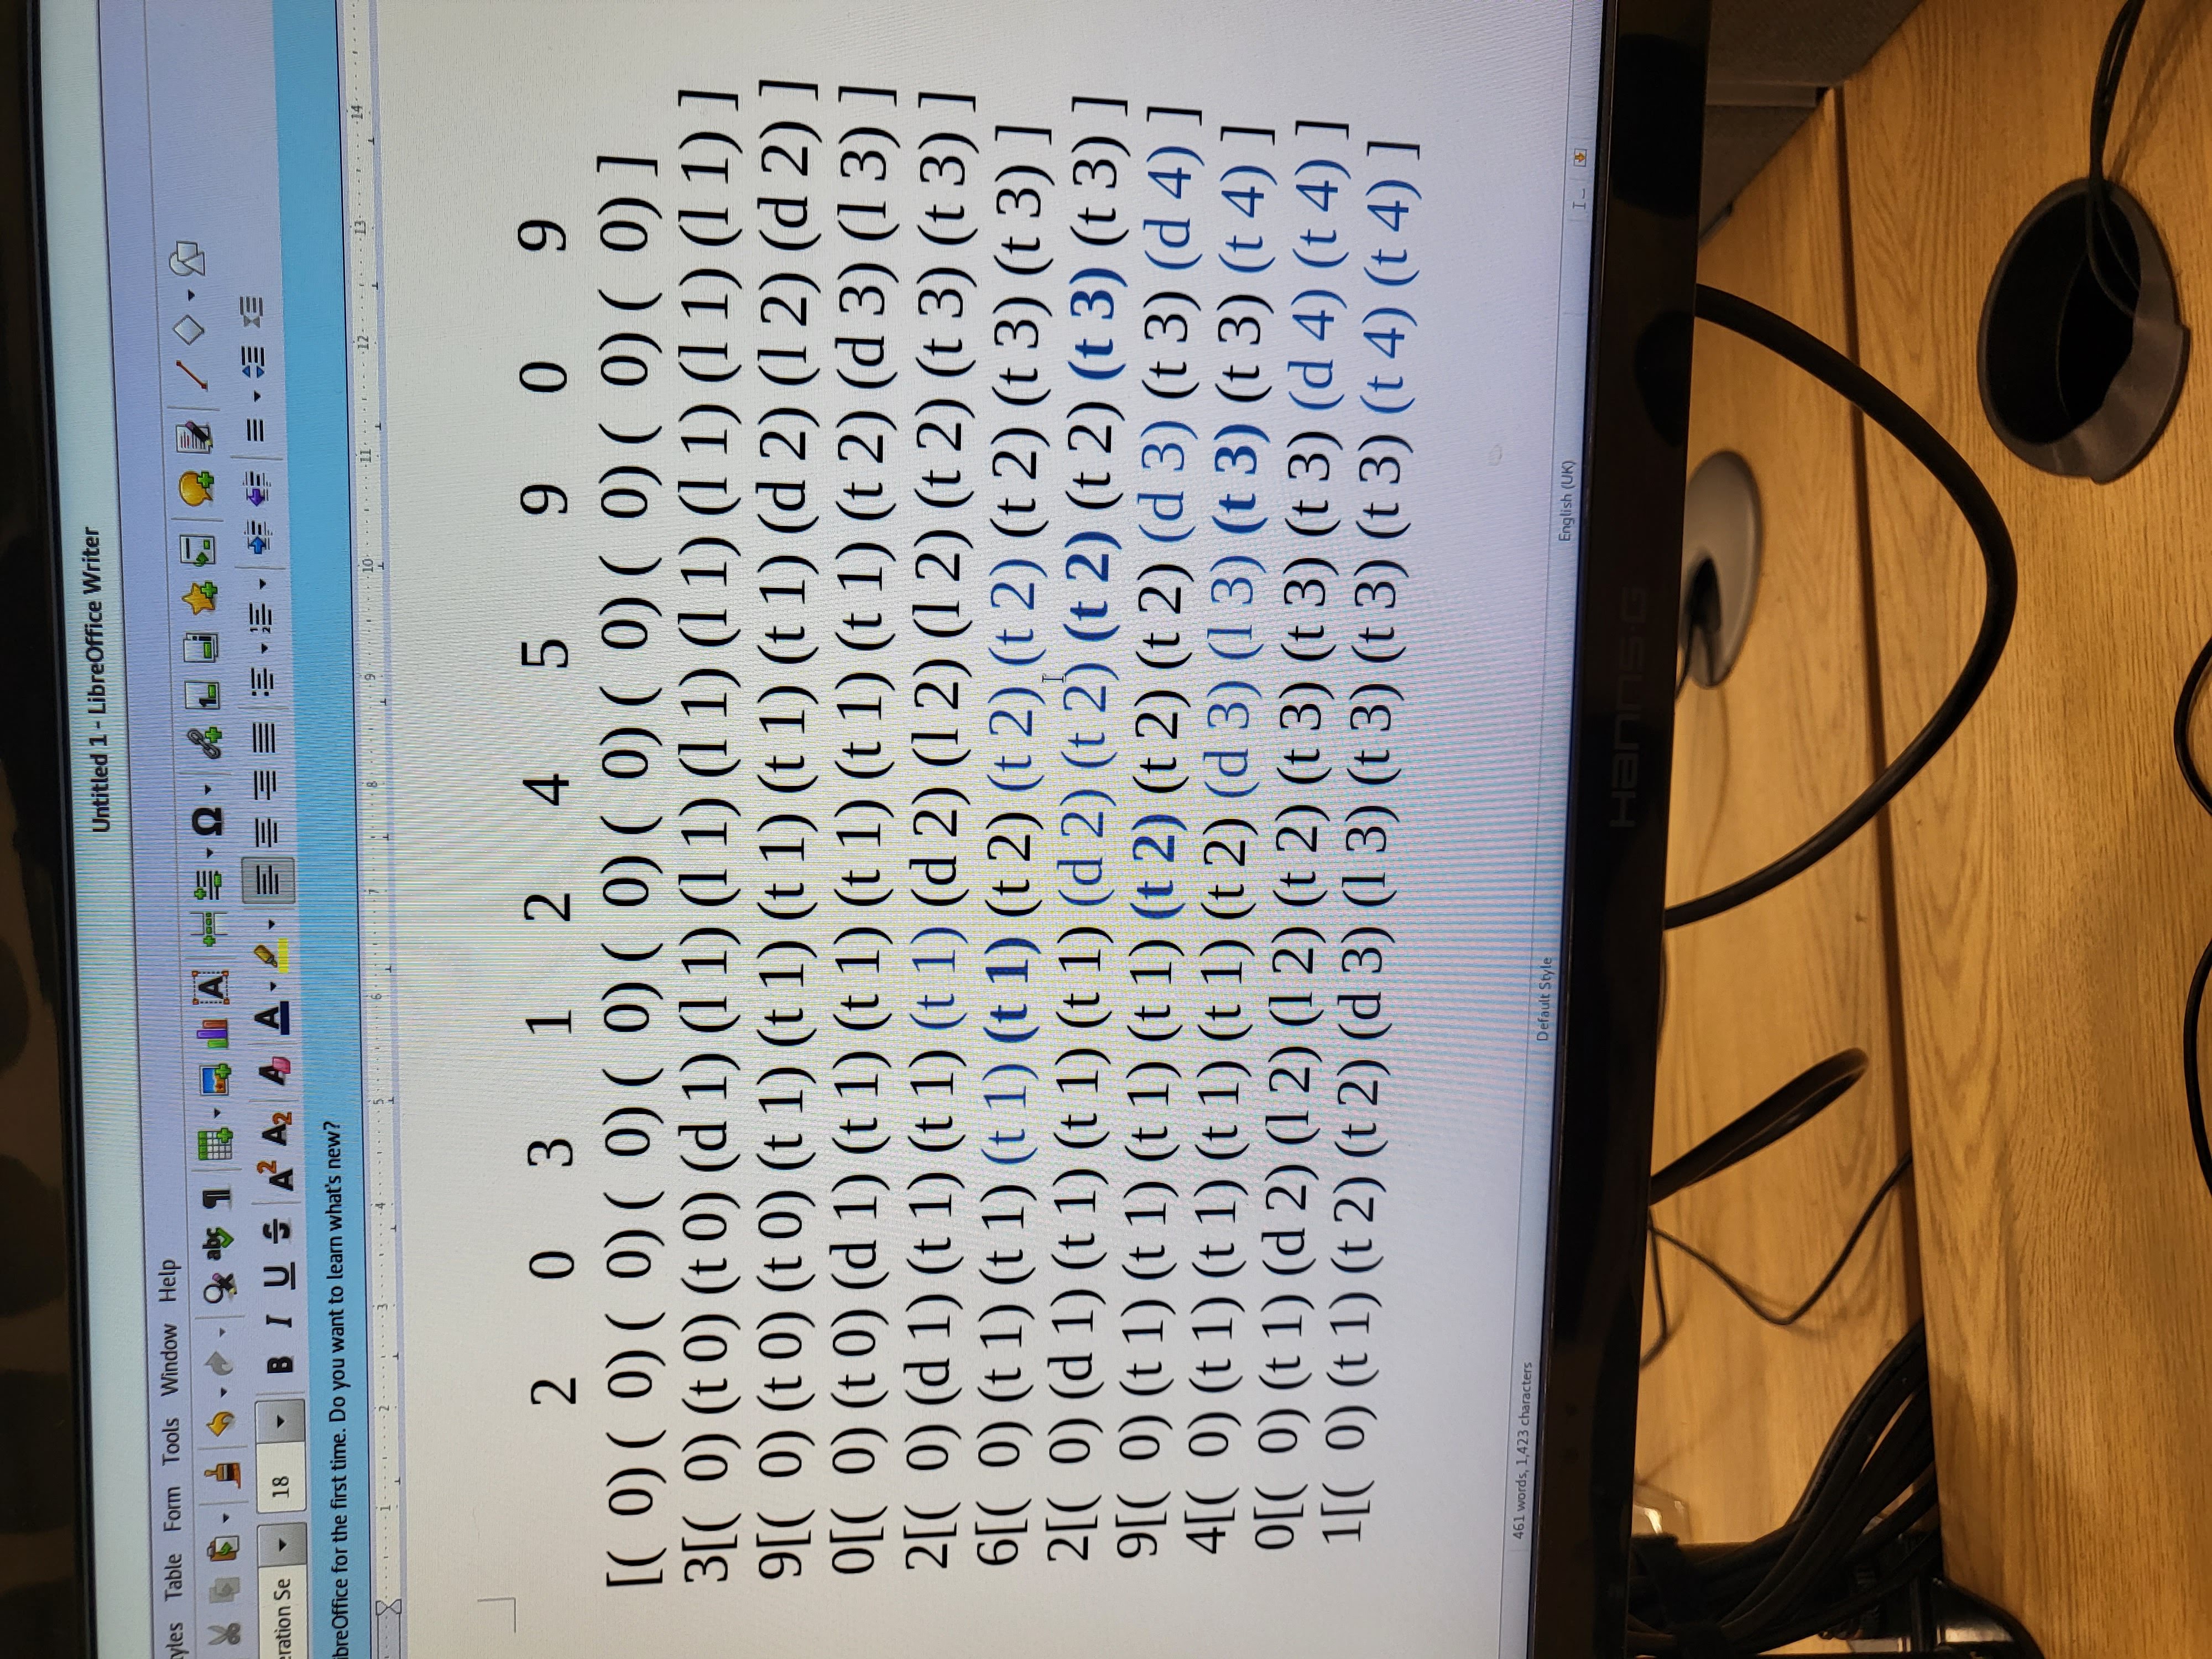 Untitled 1 - LibreOffice Writer
yles Table Form Tools Window Help
eration Se 18
ibreOffice for the first time. Do you want to learn what's new?
1 2 3 4 5 6 7 8 9 10 11 12 13 14
2 0 3 1 2 4 5 9 0 9
[( 0) ( 0) ( 0) ( 0) ( 0) ( 0) ( 0) ( 0) ( 0) ( 0) ( 0) ]
3[( 0) (t 0) (t 0) (d 1) (l 1) (l 1) (l 1) (l 1) (l 1) (l 1) (l 1) ]
9[( 0) (t 0) (t 0) (t 1) (t 1) (t 1) (t 1) (t 1) (d 2) (l 2) (d 2) ]
0[( 0) (t 0) (d 1) (t 1) (t 1) (t 1) (t 1) (t 1) (t 2) (d 3) (l 3) ]
2[( 0) (d 1) (t 1) (t 1) (t 1) (d 2) (l 2) (l 2) (t 2) (t 3) (t 3) ]
6[( 0) (t 1) (t 1) (t 1) (t 1) (t 2) (t 2) (t 2) (t 2) (t 3) (t 3) ]
2[( 0) (d 1) (t 1) (t 1) (t 1) (d 2) (t 2) (t 2) (t 2) (t 3) (t 3) ]
9[( 0) (t 1) (t 1) (t 1) (t 1) (t 2) (t 2) (t 2) (d 3) (t 3) (d 4) ]
4[( 0) (t 1) (t 1) (t 1) (t 1) (t 2) (d 3) (l 3) (t 3) (t 3) (t 4) ]
0[( 0) (t 1) (d 2) (l 2) (l 2) (t 2) (t 3) (t 3) (t 3) (d 4) (t 4) ]
1[( 0) (t 1) (t 2) (t 2) (d 3) (l 3) (t 3) (t 3) (t 3) (t 4) (t 4) ]
461 words, 1,423 characters Default Style English (UK)
HANNS·G